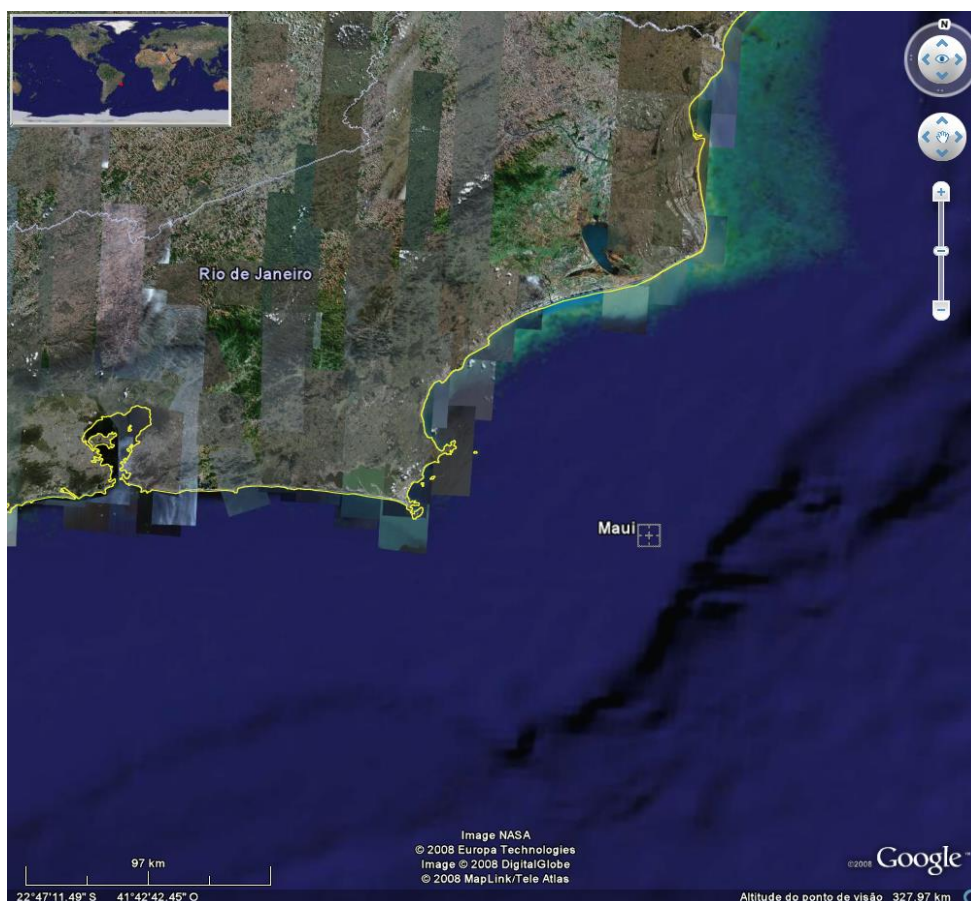 N
Rio de Janeiro
Maui
Image NASA
© 2008 Europa Technologies
Image © 2008 DigitalGlobe
© 2008 MapLink/Tele Atlas
©2008 Google™
97 km
22°47'11.49" S 41°42'42.45" O
Altitude do ponto de visão 327.97 km